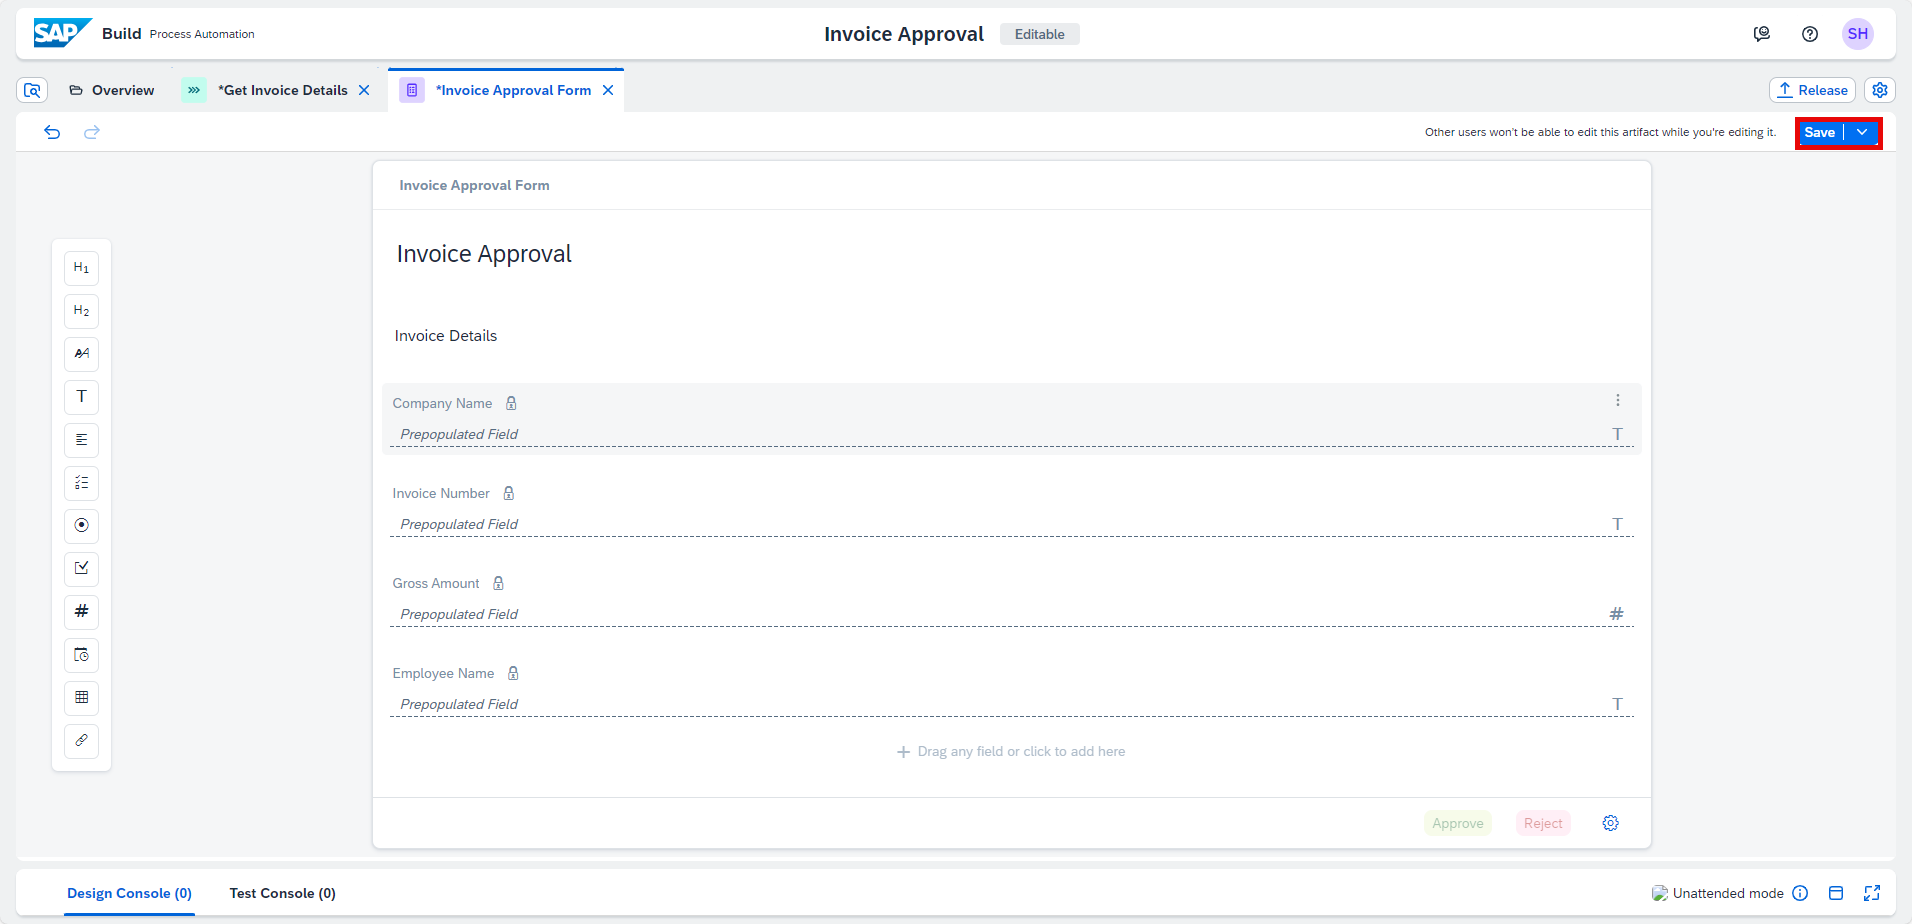 SAP Build Process Automation
Invoice Approval Editable
SH
Overview
*Get Invoice Details
*Invoice Approval Form
Release
Other users won't be able to edit this artifact while you're editing it.
Save
Invoice Approval Form
Invoice Approval
Invoice Details
H1
H2
AA
T
#
Company Name
Prepopulated Field T
Invoice Number
Prepopulated Field T
Gross Amount
Prepopulated Field #
Employee Name
Prepopulated Field T
+ Drag any field or click to add here
Approve Reject
Design Console (0) Test Console (0)
Unattended mode